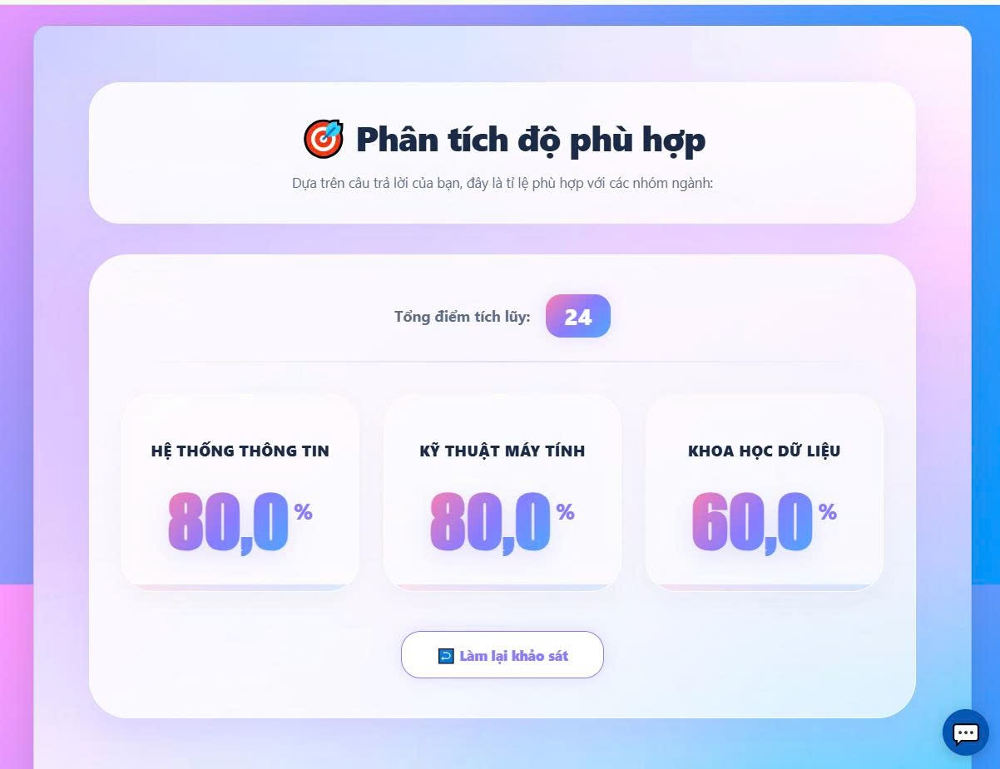 Phân tích độ phù hợp
Dựa trên câu trả lời của bạn, đây là tỉ lệ phù hợp với các nhóm ngành:
Tổng điểm tích lũy: 24
HỆ THỐNG THÔNG TIN
80,0%
KỸ THUẬT MÁY TÍNH
80,0%
KHOA HỌC DỮ LIỆU
60,0%
Làm lại khảo sát